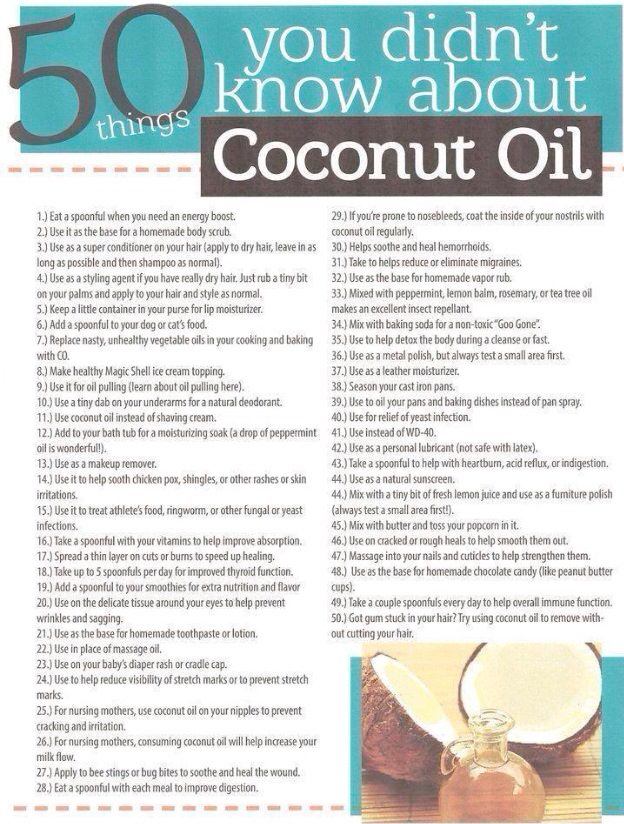 50 things
you didn't
know about
Coconut Oil
1.) Eat a spoonful when you need an energy boost.
2.) Use it as the base for a homemade body scrub.
3.) Use as a super conditioner on your hair (apply to dry hair, leave in as
long as possible and then shampoo as normal).
4.) Use as a styling agent if you have really dry hair. Just rub a tiny bit
on your palms and apply to your hair and style as normal.
5.) Keep a little container in your purse for lip moisturizer.
6.) Add a spoonful to your dog or cat's food.
7.) Replace nasty, unhealthy vegetable oils in your cooking and baking
with CO.
8.) Make healthy Magic Shell ice cream topping.
9.) Use it for oil pulling (learn about oil pulling here).
10.) Use a tiny dab on your underarms for a natural deodorant.
11.) Use coconut oil instead of shaving cream.
12.) Add to your bath tub for a moisturizing soak (a drop of peppermint
oil is wonderful!).
13.) Use as a makeup remover.
14.) Use it to help sooth chicken pox, shingles, or other rashes or skin
irritations.
15.) Use it to treat athlete's food, ringworm, or other fungal or yeast
infections.
16.) Take a spoonful with your vitamins to help improve absorption.
17.) Spread a thin layer on cuts or burns to speed up healing.
18.) Take up to 5 spoonfuls per day for improved thyroid function.
19.) Add a spoonful to your smoothies for extra nutrition and flavor
20.) Use on the delicate tissue around your eyes to help prevent
wrinkles and sagging.
21.) Use as the base for homemade toothpaste or lotion.
22.) Use in place of massage oil.
23.) Use on your baby's diaper rash or cradle cap.
24.) Use to help reduce visibility of stretch marks or to prevent stretch
marks.
25.) For nursing mothers, use coconut oil on your nipples to prevent
cracking and irritation.
26.) For nursing mothers, consuming coconut oil will help increase your
milk flow.
27.) Apply to bee stings or bug bites to soothe and heal the wound.
28.) Eat a spoonful with each meal to improve digestion.
29.) If you're prone to nosebleeds, coat the inside of your nostrils with
coconut oil regularly.
30.) Helps soothe and heal hemorrhoids.
31.) Take to helps reduce or eliminate migraines.
32.) Use as the base for homemade vapor rub.
33.) Mixed with peppermint, lemon balm, rosemary, or tea tree oil
makes an excellent insect repellant.
34.) Mix with baking soda for a non-toxic "Goo Gone".
35.) Use to help detox the body during a cleanse or fast.
36.) Use as a metal polish, but always test a small area first.
37.) Use as a leather moisturizer.
38.) Season your cast iron pans.
39.) Use to oil your pans and baking dishes instead of pan spray.
40.) Use for relief of yeast infection.
41.) Use instead of WD-40.
42.) Use as a personal lubricant (not safe with latex).
43.) Take a spoonful to help with heartburn, acid reflux, or indigestion.
44.) Use as a natural sunscreen.
44.) Mix with a tiny bit of fresh lemon juice and use as a furniture polish
(always test a small area first!).
45.) Mix with butter and toss your popcorn in it.
46.) Use on cracked or rough heals to help smooth them out.
47.) Massage into your nails and cuticles to help strengthen them.
48.) Use as the base for homemade chocolate candy (like peanut butter
cups).
49.) Take a couple spoonfuls every day to help overall immune function.
50.) Got gum stuck in your hair? Try using coconut oil to remove with-
out cutting your hair.